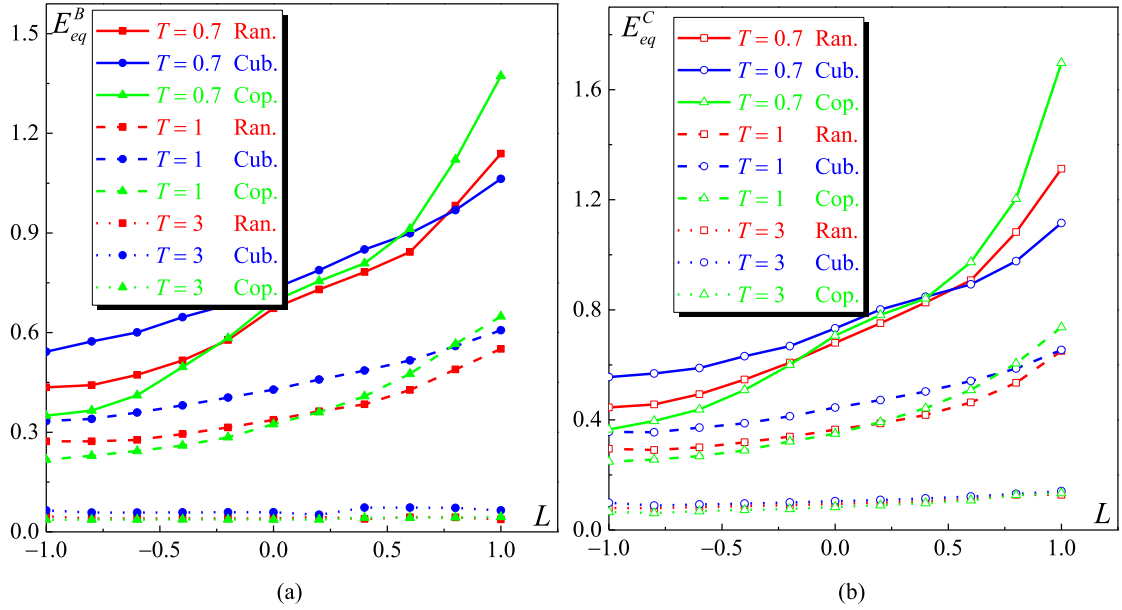 E_eq^B
1.5
1.2
0.9
0.6
0.3
0.0
T = 0.7 Ran.
T = 0.7 Cub.
T = 0.7 Cop.
T = 1 Ran.
T = 1 Cub.
T = 1 Cop.
T = 3 Ran.
T = 3 Cub.
T = 3 Cop.
L
−1.0 −0.5 0.0 0.5 1.0
(a)
E_eq^C
1.6
1.2
0.8
0.4
0.0
T = 0.7 Ran.
T = 0.7 Cub.
T = 0.7 Cop.
T = 1 Ran.
T = 1 Cub.
T = 1 Cop.
T = 3 Ran.
T = 3 Cub.
T = 3 Cop.
L
−1.0 −0.5 0.0 0.5 1.0
(b)